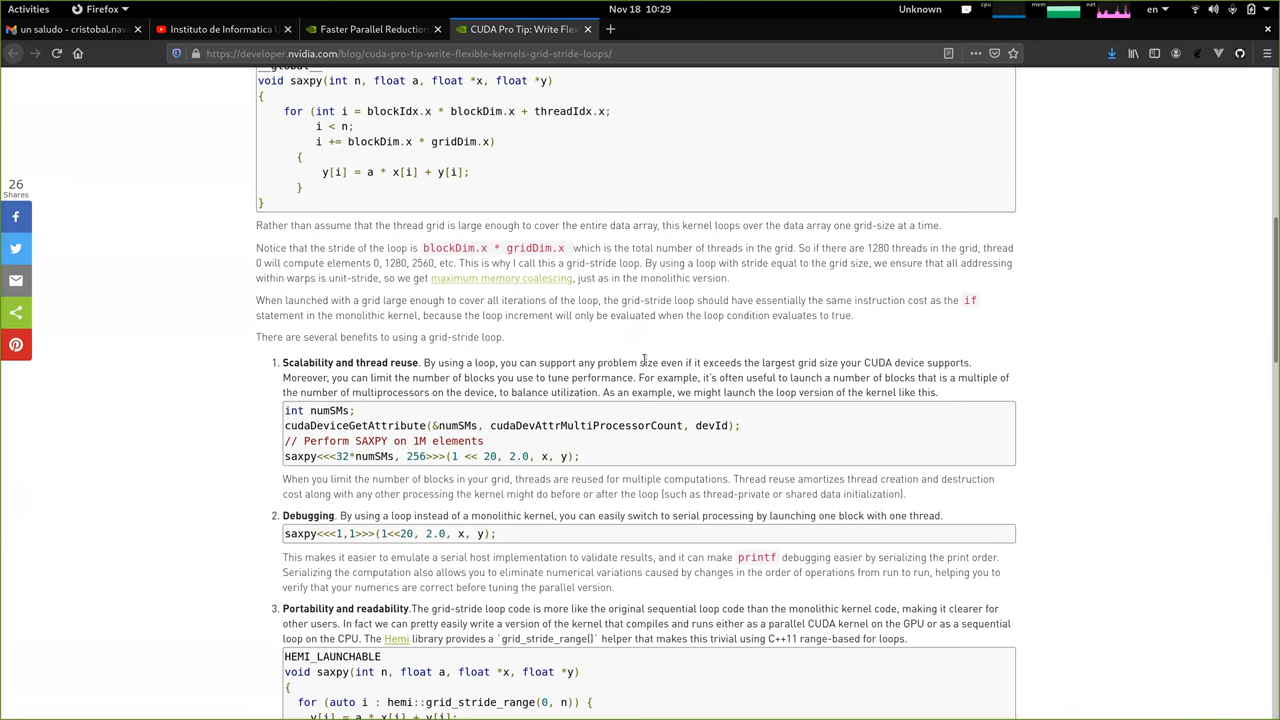 Activities
Firefox
Nov 18 10:29
Unknown
cpu
mem
en
un saludo - cristobal.nava
Instituto de Informatica U
Faster Parallel Reduction
CUDA Pro Tip: Write Flex
https://developer.nvidia.com/blog/cuda-pro-tip-write-flexible-kernels-grid-stride-loops/
__global__
void saxpy(int n, float a, float *x, float *y)
{
for (int i = blockIdx.x * blockDim.x + threadIdx.x;
i < n;
i += blockDim.x * gridDim.x)
{
y[i] = a * x[i] + y[i];
}
}
26
Shares
Rather than assume that the thread grid is large enough to cover the entire data array, this kernel loops over the data array one grid-size at a time.
Notice that the stride of the loop is blockDim.x * gridDim.x which is the total number of threads in the grid. So if there are 1280 threads in the grid, thread
0 will compute elements 0, 1280, 2560, etc. This is why I call this a grid-stride loop. By using a loop with stride equal to the grid size, we ensure that all addressing
within warps is unit-stride, so we get maximum memory coalescing, just as in the monolithic version.
When launched with a grid large enough to cover all iterations of the loop, the grid-stride loop should have essentially the same instruction cost as the if
statement in the monolithic kernel, because the loop increment will only be evaluated when the loop condition evaluates to true.
There are several benefits to using a grid-stride loop.
1. Scalability and thread reuse. By using a loop, you can support any problem size even if it exceeds the largest grid size your CUDA device supports.
Moreover, you can limit the number of blocks you use to tune performance. For example, it's often useful to launch a number of blocks that is a multiple of
the number of multiprocessors on the device, to balance utilization. As an example, we might launch the loop version of the kernel like this.
int numSMs;
cudaDeviceGetAttribute(&numSMs, cudaDevAttrMultiProcessorCount, devId);
// Perform SAXPY on 1M elements
saxpy<<<32*numSMs, 256>>>(1 << 20, 2.0, x, y);
When you limit the number of blocks in your grid, threads are reused for multiple computations. Thread reuse amortizes thread creation and destruction
cost along with any other processing the kernel might do before or after the loop (such as thread-private or shared data initialization).
2. Debugging. By using a loop instead of a monolithic kernel, you can easily switch to serial processing by launching one block with one thread.
saxpy<<<1,1>>>(1<<20, 2.0, x, y);
This makes it easier to emulate a serial host implementation to validate results, and it can make printf debugging easier by serializing the print order.
Serializing the computation also allows you to eliminate numerical variations caused by changes in the order of operations from run to run, helping you to
verify that your numerics are correct before tuning the parallel version.
3. Portability and readability.The grid-stride loop code is more like the original sequential loop code than the monolithic kernel code, making it clearer for
other users. In fact we can pretty easily write a version of the kernel that compiles and runs either as a parallel CUDA kernel on the GPU or as a sequential
loop on the CPU. The Hemi library provides a `grid_stride_range()` helper that makes this trivial using C++11 range-based for loops.
HEMI_LAUNCHABLE
void saxpy(int n, float a, float *x, float *y)
{
for (auto i : hemi::grid_stride_range(0, n)) {
y[i] = a * x[i] + y[i];